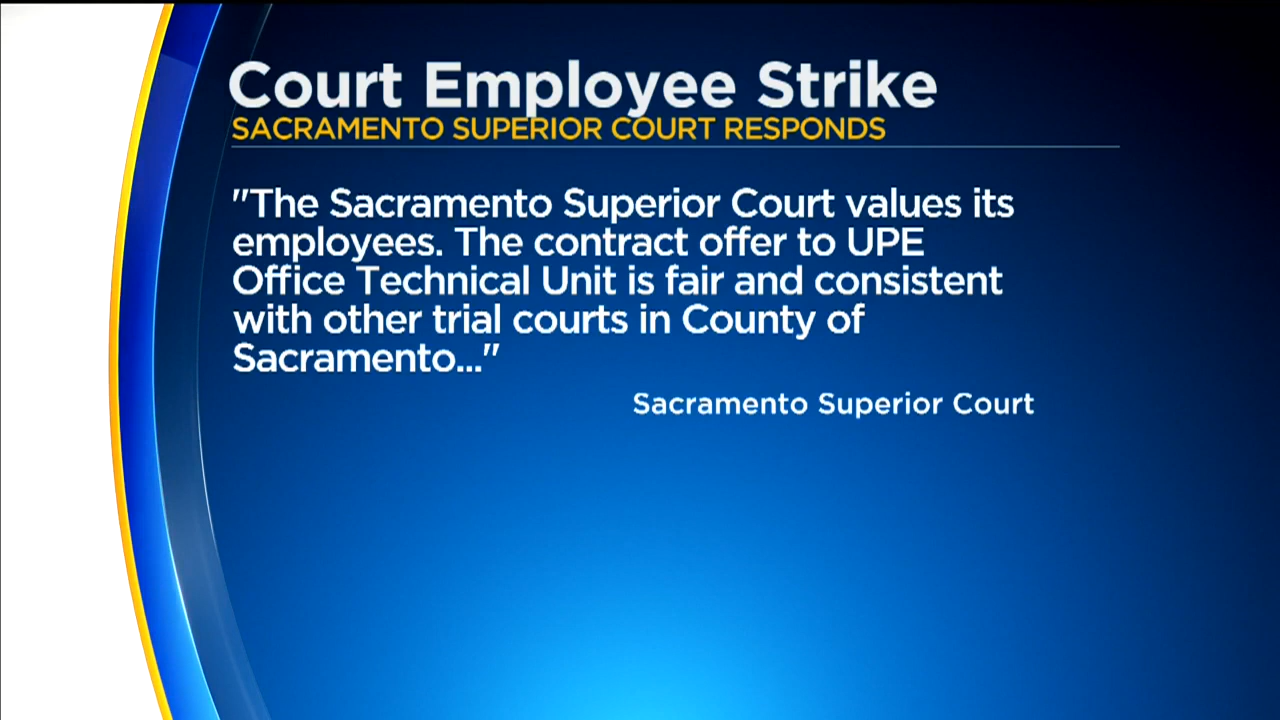 Court Employee Strike
SACRAMENTO SUPERIOR COURT RESPONDS
"The Sacramento Superior Court values its
employees. The contract offer to UPE
Office Technical Unit is fair and consistent
with other trial courts in County of
Sacramento..."
Sacramento Superior Court